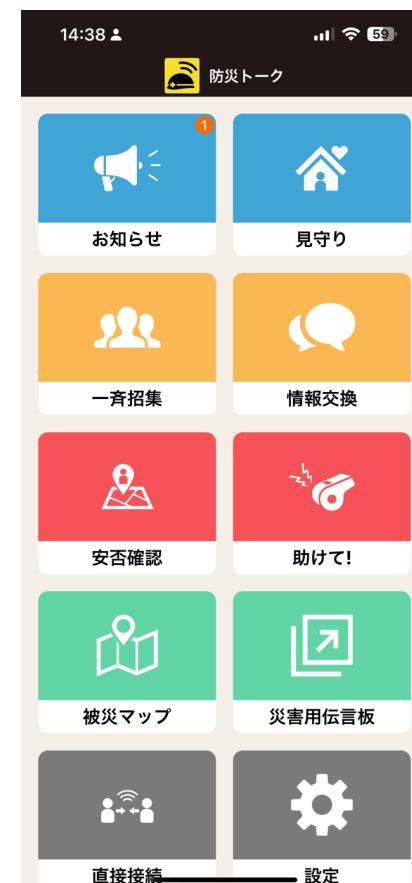 14:38
59
防災トーク
1
お知らせ
見守り
一斉招集
情報交換
安否確認
助けて!
被災マップ
災害用伝言板
直接接続
設定